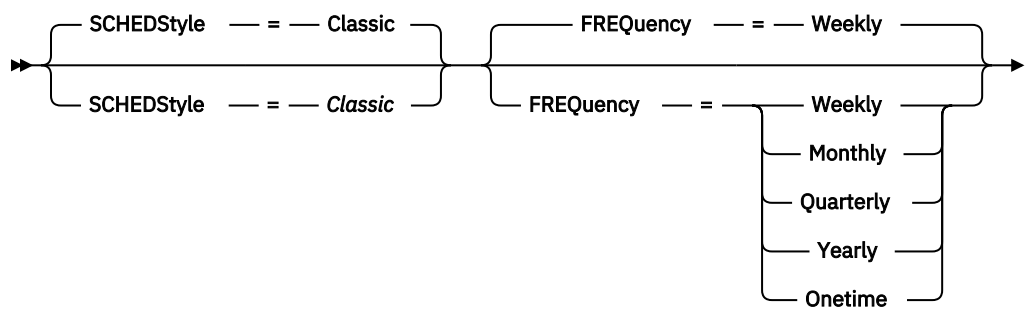 SCHEDStyle = Classic FREQuency = Weekly
SCHEDStyle = Classic FREQuency = Weekly
Monthly
Quarterly
Yearly
Onetime